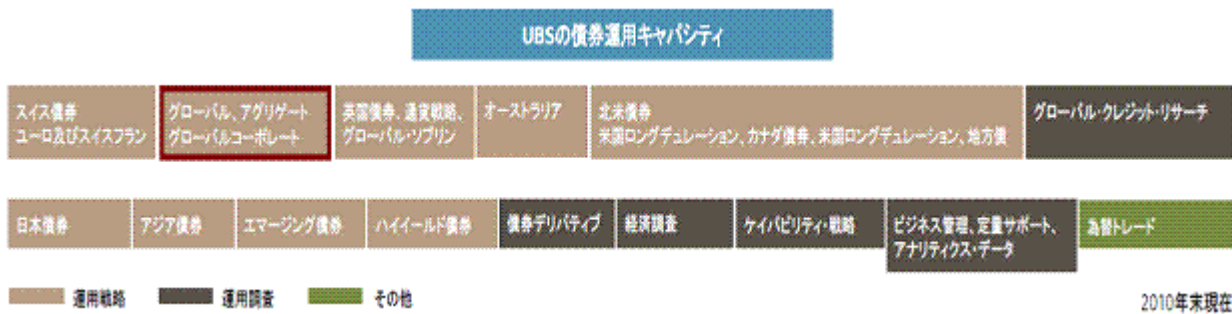 UBSの債券運用キャパシティ
スイス債券
ユーロ及びスイスフラン
グローバル、アグリゲート
グローバルコーポレート
英国債券、通貨戦略、
グローバル・ソブリン
オーストラリア
北米債券
米国ロングデュレーション、カナダ債券、米国ロングデュレーション、地方債
グローバル・クレジット・リサーチ
日本債券
アジア債券
エマージング債券
ハイイールド債券
債券デリバティブ
経済調査
ケイパビリティ・戦略
ビジネス管理、定量サポート、
アナリティクス・データ
為替トレード
運用戦略
運用調査
その他
2010年末現在